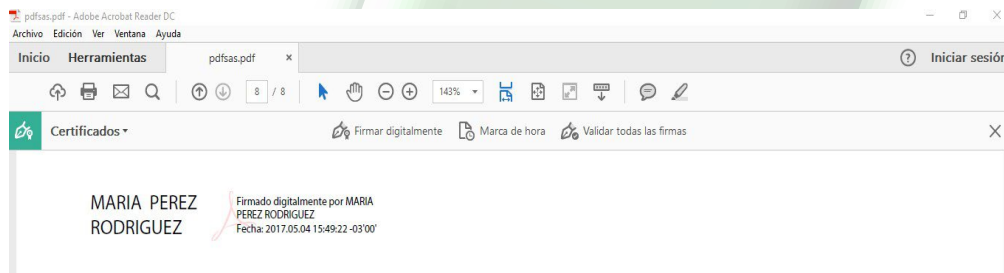 pdfsas.pdf - Adobe Acrobat Reader DC
Archivo Edición Ver Ventana Ayuda
Inicio Herramientas pdfsas.pdf × ? Iniciar sesión
8 / 8 143%
Certificados Firmar digitalmente Marca de hora Validar todas las firmas
MARIA PEREZ
RODRIGUEZ
Firmado digitalmente por MARIA
PEREZ RODRIGUEZ
Fecha: 2017.05.04 15:49:22 -03'00'